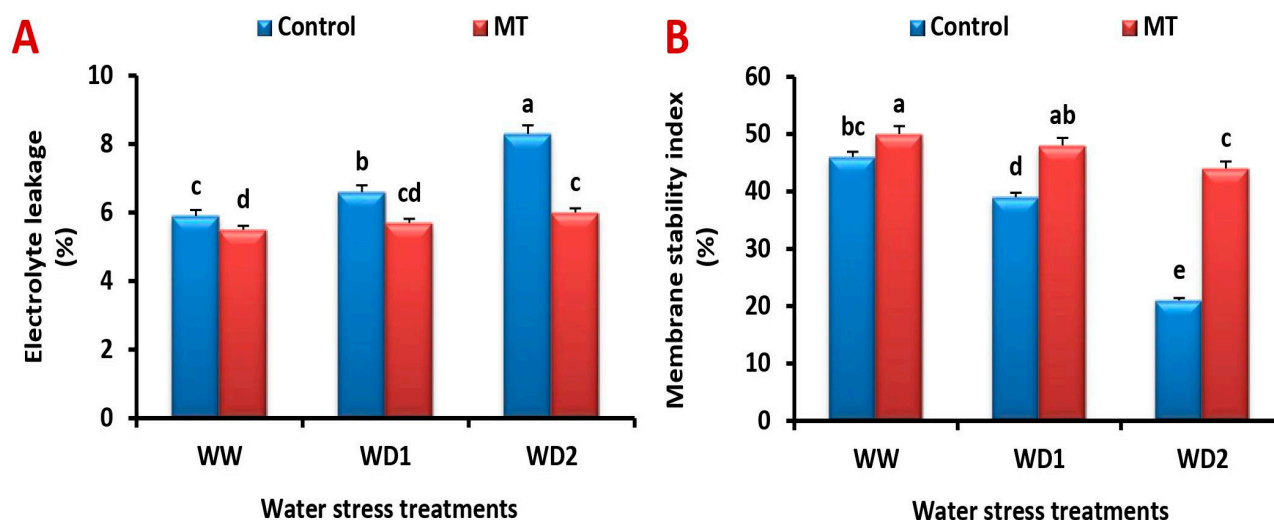 A
Control MT
Electrolyte leakage
(%)
10
8
6
4
2
0
c d b cd a c
WW WD1 WD2
Water stress treatments
B
Control MT
Membrane stability index
(%)
60
50
40
30
20
10
0
bc a d ab e c
WW WD1 WD2
Water stress treatments